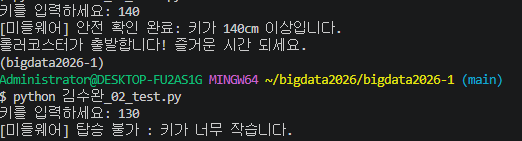 키를 입력하세요: 140
[미들웨어] 안전 확인 완료: 키가 140cm 이상입니다.
롤러코스터가 출발합니다! 즐거운 시간 되세요.
(bigdata2026-1)
Administrator@DESKTOP-FU2AS1G MINGW64 ~/bigdata2026/bigdata2026-1 (main)
$ python 김수완_02_test.py
키를 입력하세요: 130
[미들웨어] 탑승 불가 : 키가 너무 작습니다.